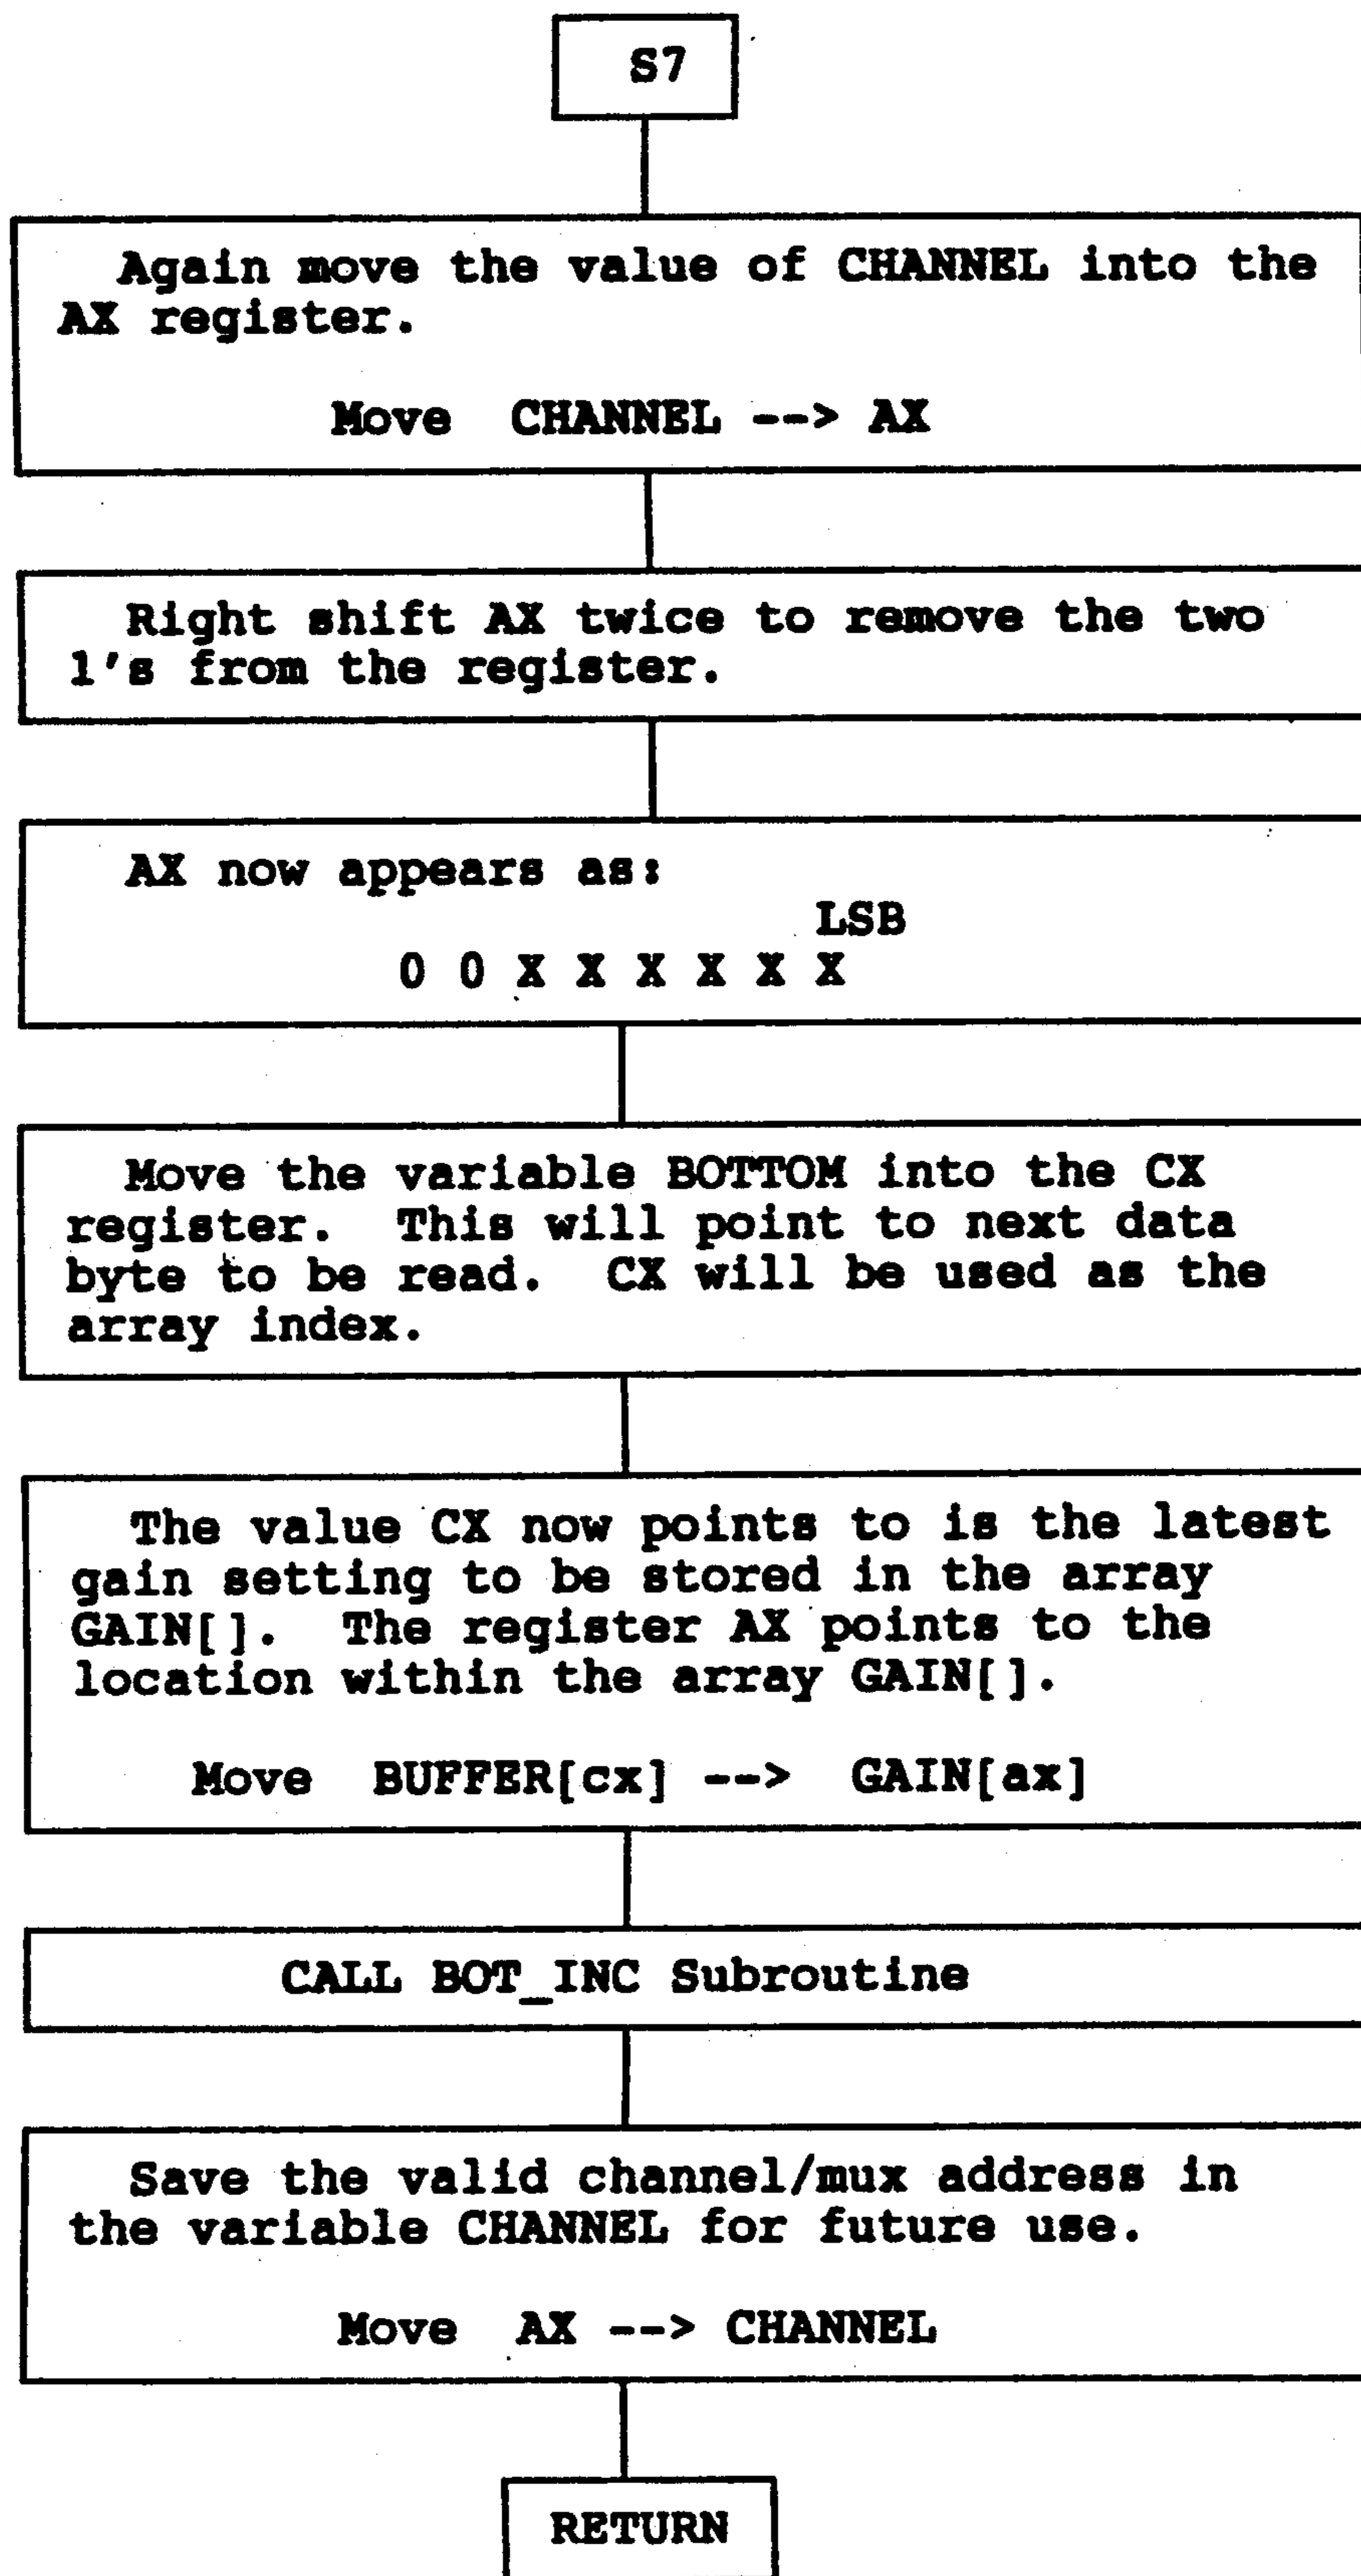 S7
Again move the value of CHANNEL into the
AX register.
Move CHANNEL --> AX
Right shift AX twice to remove the two
1's from the register.
AX now appears as:
LSB
0 0 X X X X X X
Move the variable BOTTOM into the CX
register. This will point to next data
byte to be read. CX will be used as the
array index.
The value CX now points to is the latest
gain setting to be stored in the array
GAIN[]. The register AX points to the
location within the array GAIN[].
Move BUFFER[cx] --> GAIN[ax]
CALL BOT_INC Subroutine
Save the valid channel/mux address in
the variable CHANNEL for future use.
Move AX --> CHANNEL
RETURN